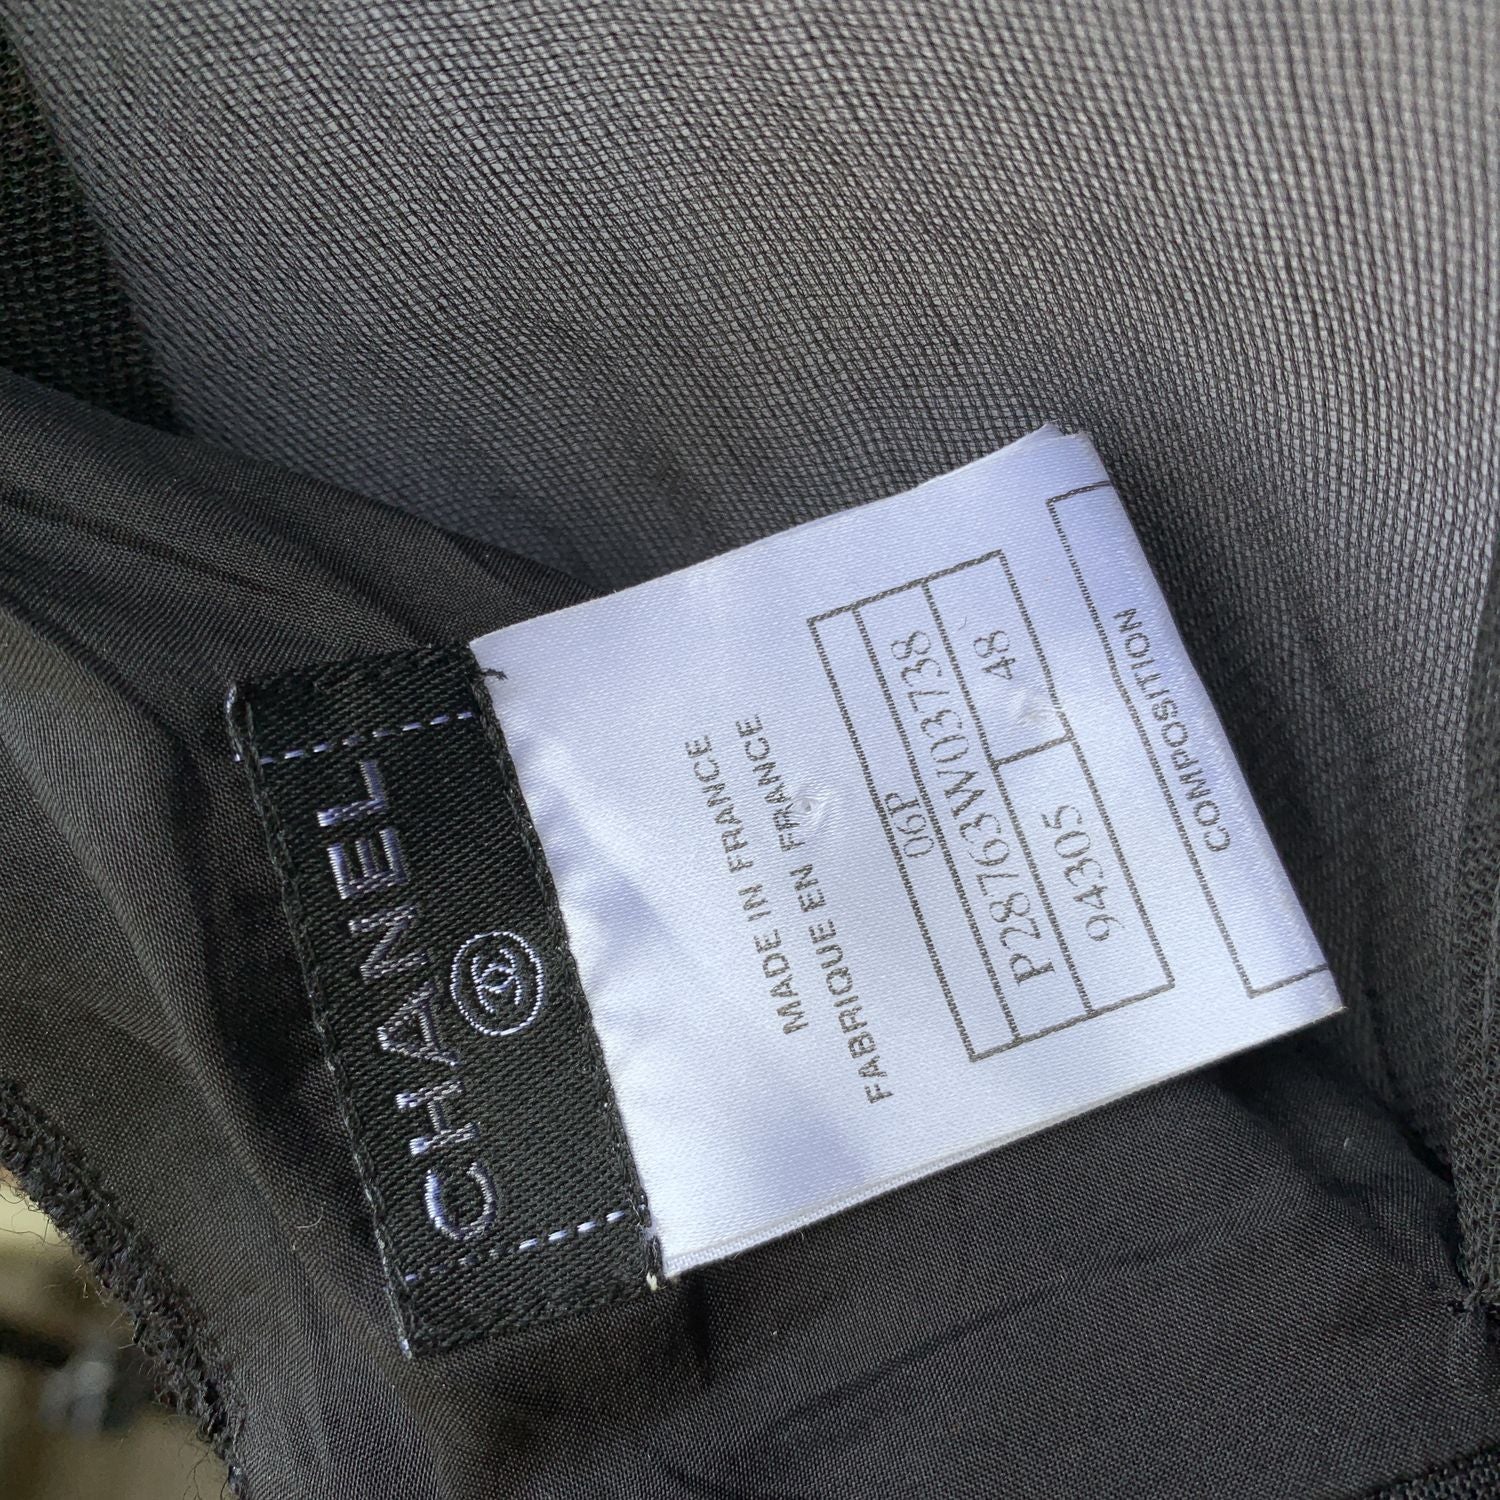 CHANEL
MADE IN FRANCE
FABRIQUE EN FRANCE
06P
P28763W03738
94305 48
COMPOSITION